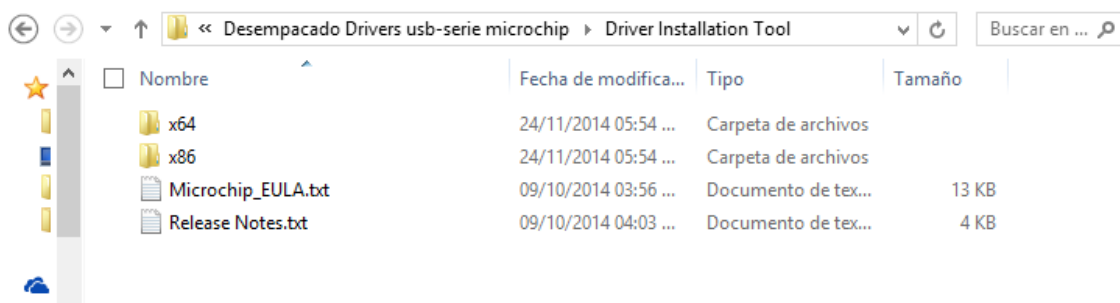 « Desempacado Drivers usb-serie microchip Driver Installation Tool Buscar en ...
Nombre Fecha de modifica... Tipo Tamaño
x64 24/11/2014 05:54 ... Carpeta de archivos
x86 24/11/2014 05:54 ... Carpeta de archivos
Microchip_EULA.txt 09/10/2014 03:56 ... Documento de tex... 13 KB
Release Notes.txt 09/10/2014 04:03 ... Documento de tex... 4 KB